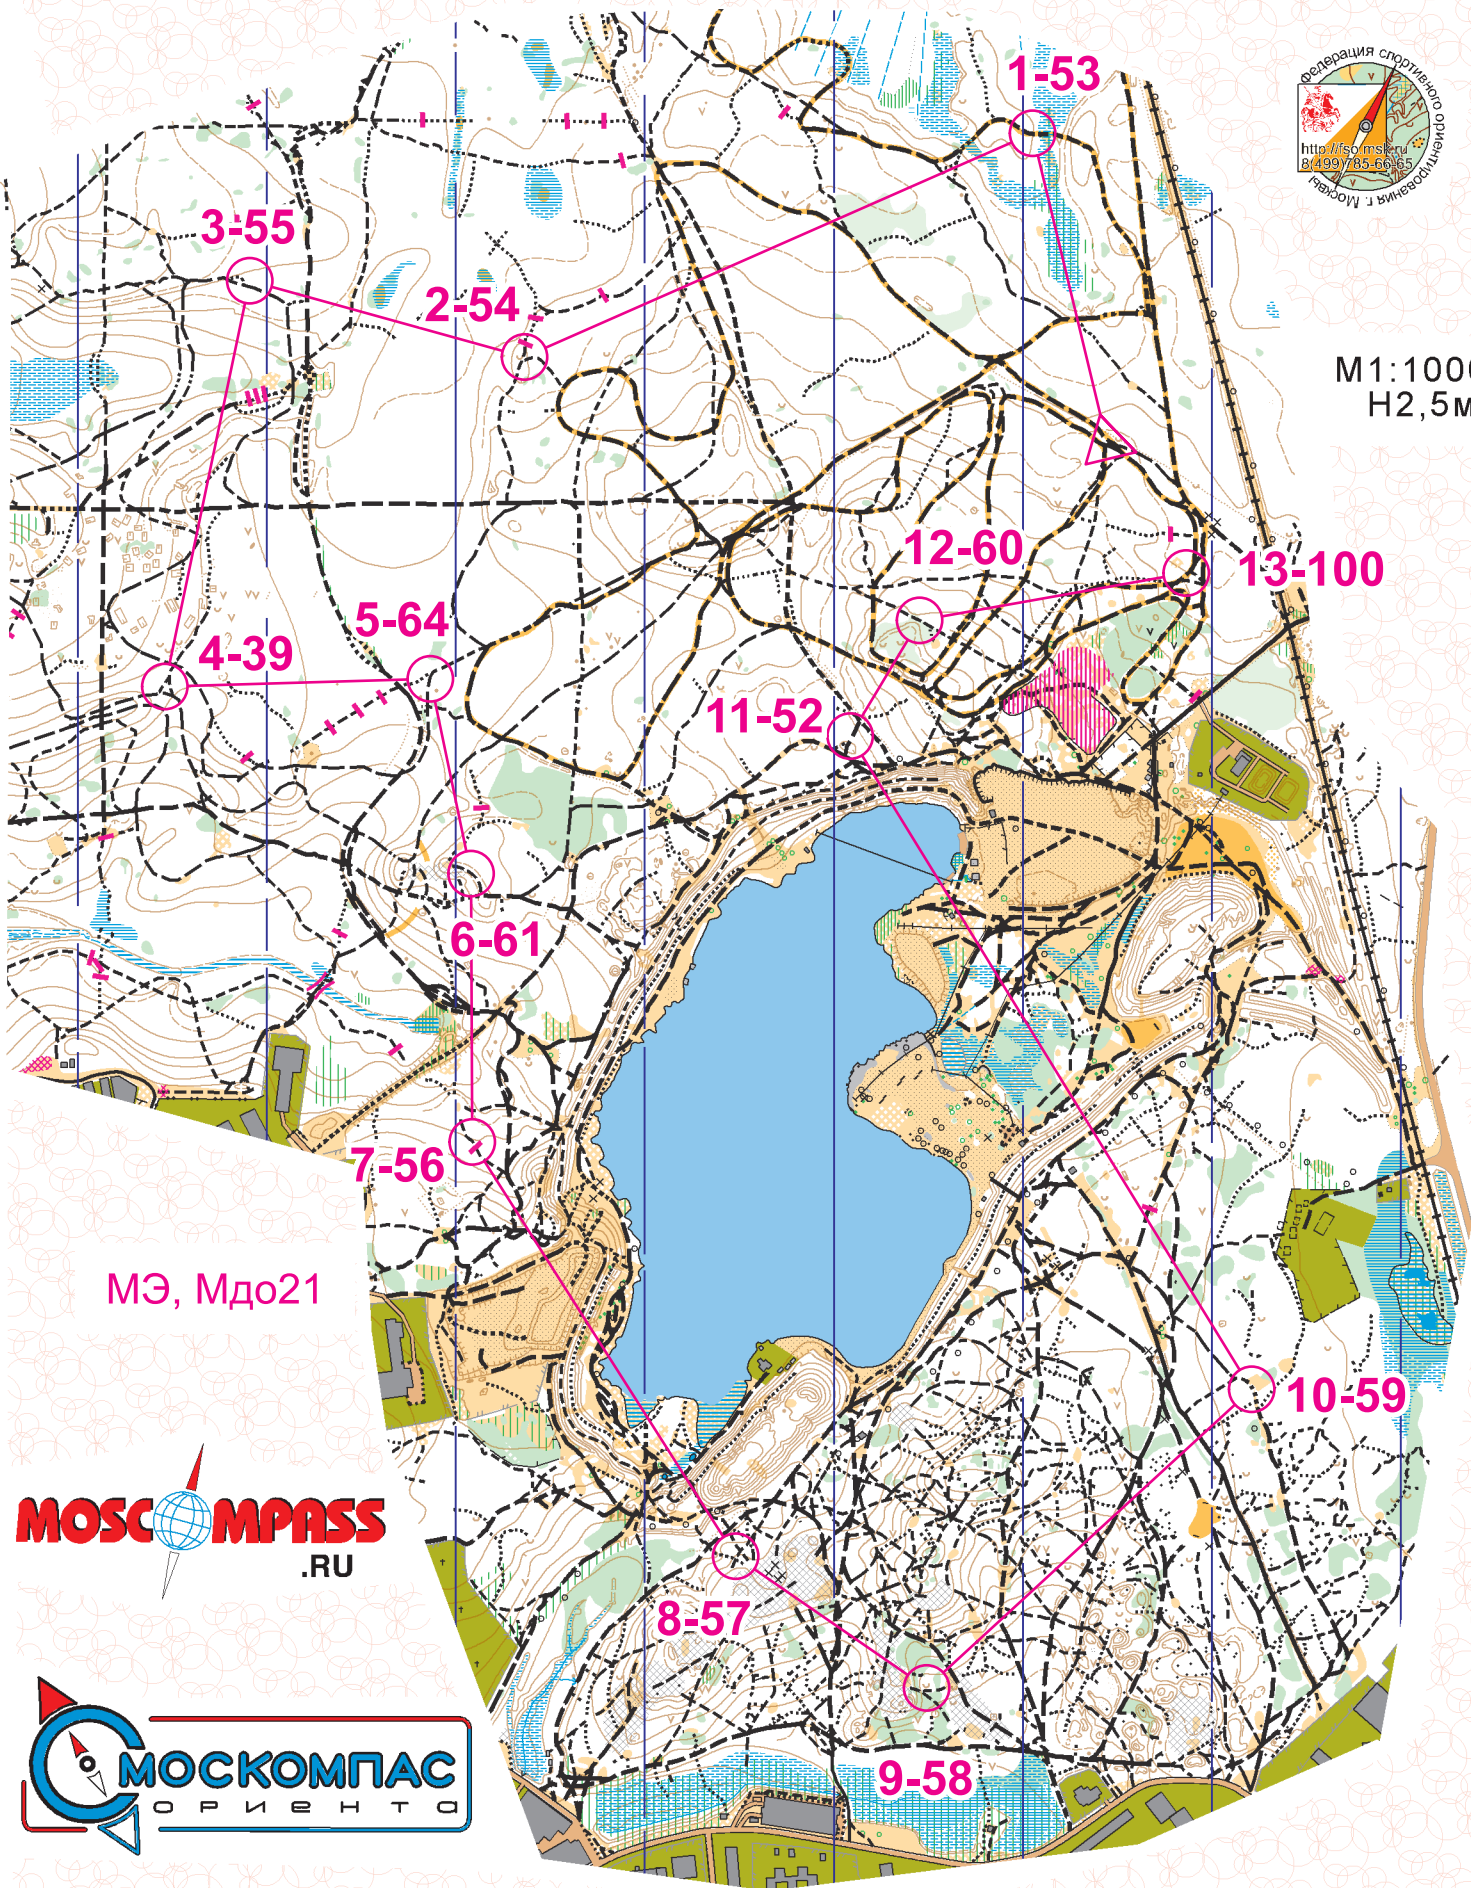 1-53
Федерация спортивного ориентирования г. Москвы
http://fso.msk.ru
8(499)785-66-65
3-55
2-54
М1:1000
Н2,5м
12-60
13-100
5-64
4-39
11-52
6-61
7-56
МЭ, Мдо21
10-59
MOSCOMPASS
.RU
8-57
9-58
МОСКОМПАС
ОРИЕНТА